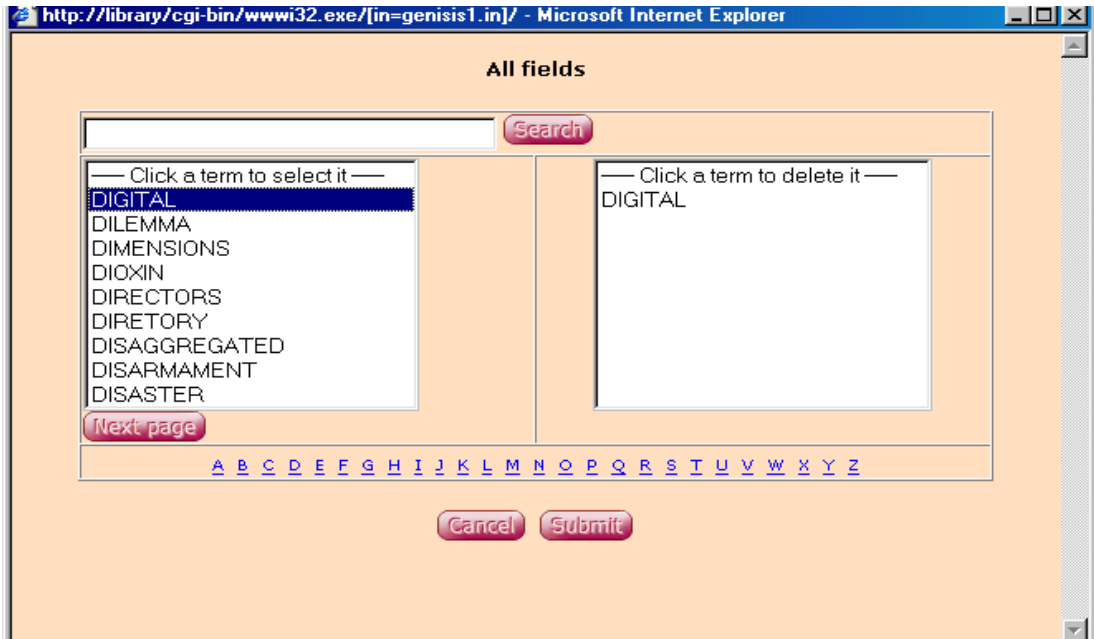 http://library/cgi-bin/wwwi32.exe/[in=genisis1.in]/ - Microsoft Internet Explorer
All fields
Search
Click a term to select it
DIGITAL
DILEMMA
DIMENSIONS
DIOXIN
DIRECTORS
DIRETORY
DISAGGREGATED
DISARMAMENT
DISASTER
Click a term to delete it
DIGITAL
Next page
A B C D E F G H I J K L M N O P Q R S T U V W X Y Z
Cancel Submit